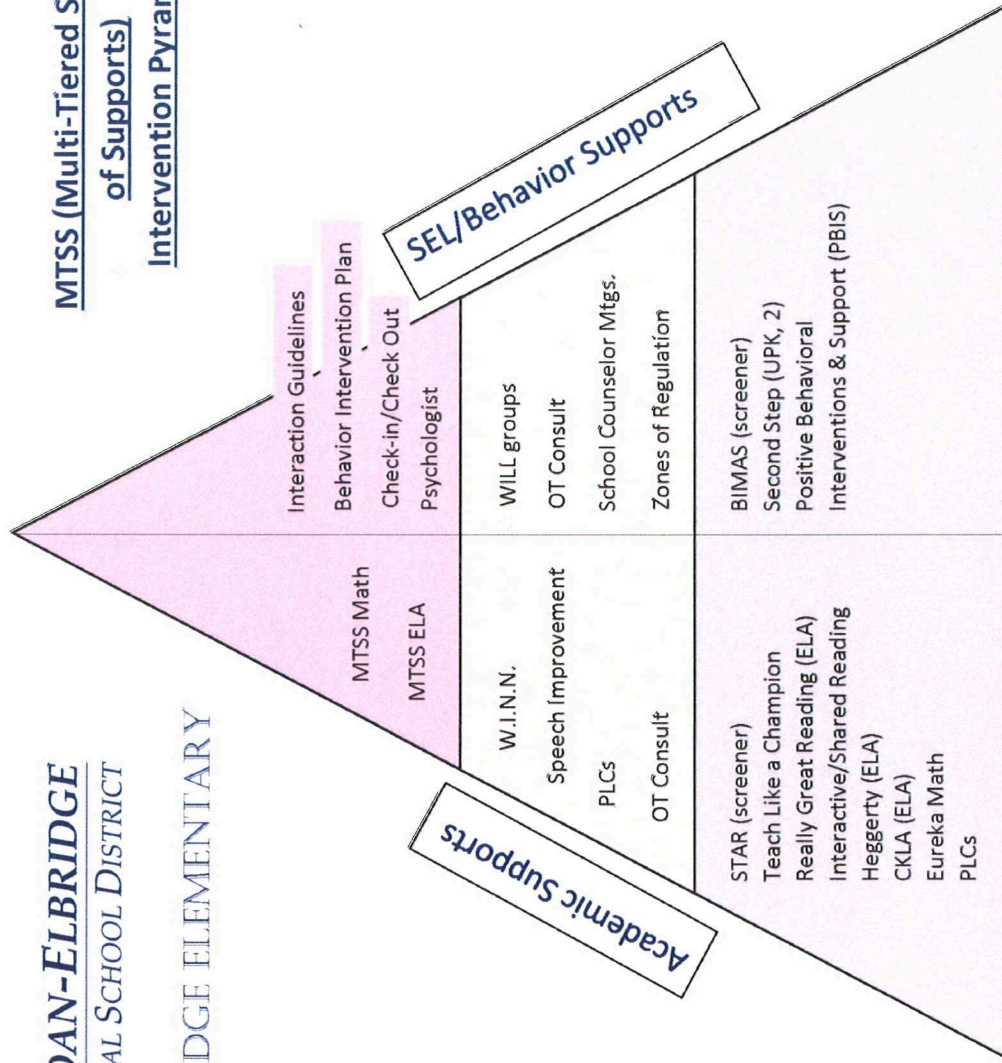 DAN-ELBRIDGE
AL SCHOOL DISTRICT
DGE ELEMENTARY
MTSS (Multi-Tiered S
of Supports)
Intervention Pyra
Academic Supports
SEL/Behavior Supports
MTSS Math
MTSS ELA
Interaction Guidelines
Behavior Intervention Plan
Check-in/Check Out
Psychologist
W.I.N.N.
Speech Improvement
PLCs
OT Consult
WILL groups
OT Consult
School Counselor Mtgs.
Zones of Regulation
STAR (screener)
Teach Like a Champion
Really Great Reading (ELA)
Interactive/Shared Reading
Heggerty (ELA)
CKLA (ELA)
Eureka Math
PLCs
BIMAS (screener)
Second Step (UPK, 2)
Positive Behavioral
Interventions & Support (PBIS)